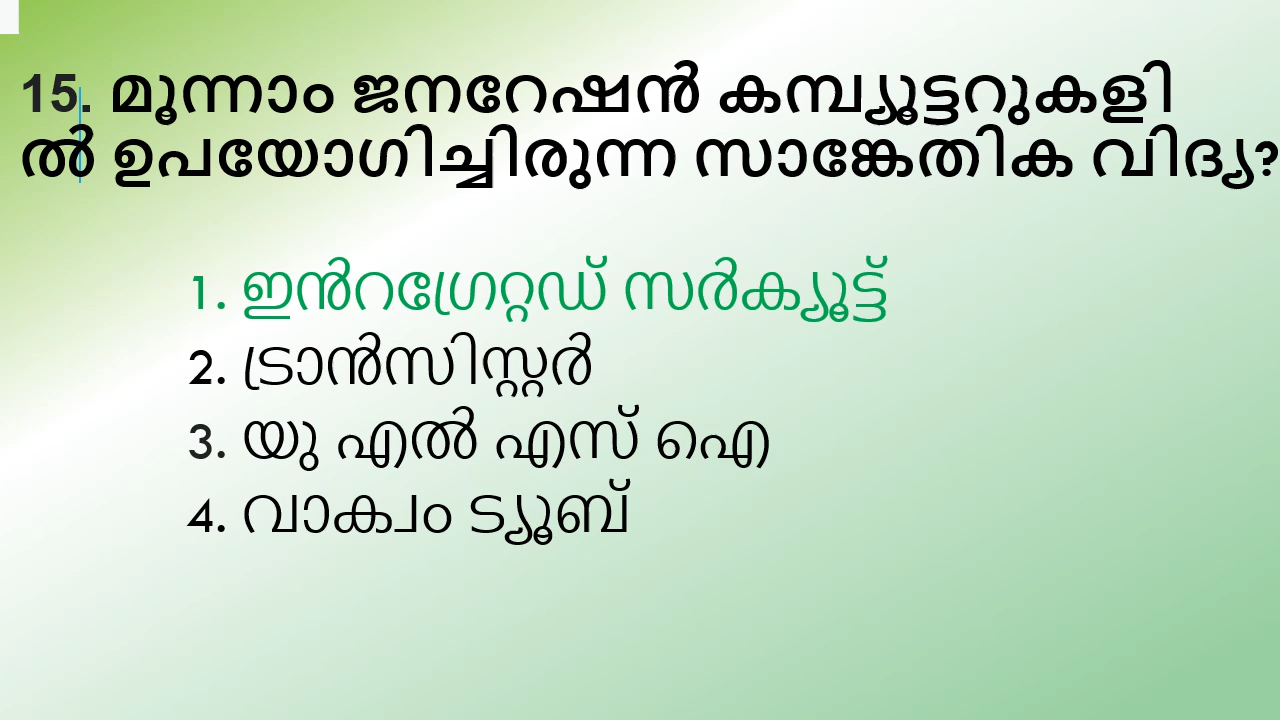 15. മൂന്നാം ജനറേഷൻ കമ്പ്യൂട്ടറുകളി
ൽ ഉപയോഗിച്ചിരുന്ന സാങ്കേതിക വിദ്യ?
1. ഇൻറഗ്രേറ്റഡ് സർക്യൂട്ട്
2. ട്രാൻസിസ്റ്റർ
3. യു എൽ എസ് ഐ
4. വാക്വം ട്യൂബ്